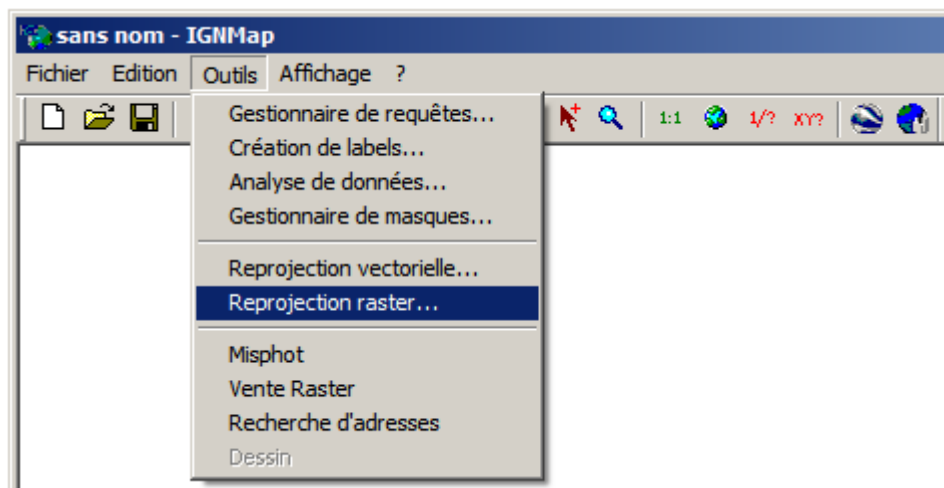 sans nom - IGNMap
Fichier Edition Outils Affichage ?
Gestionnaire de requêtes...
1:1 1/? XY?
Création de labels...
Analyse de données...
Gestionnaire de masques...
Reprojection vectorielle...
Reprojection raster...
Misphot
Vente Raster
Recherche d'adresses
Dessin